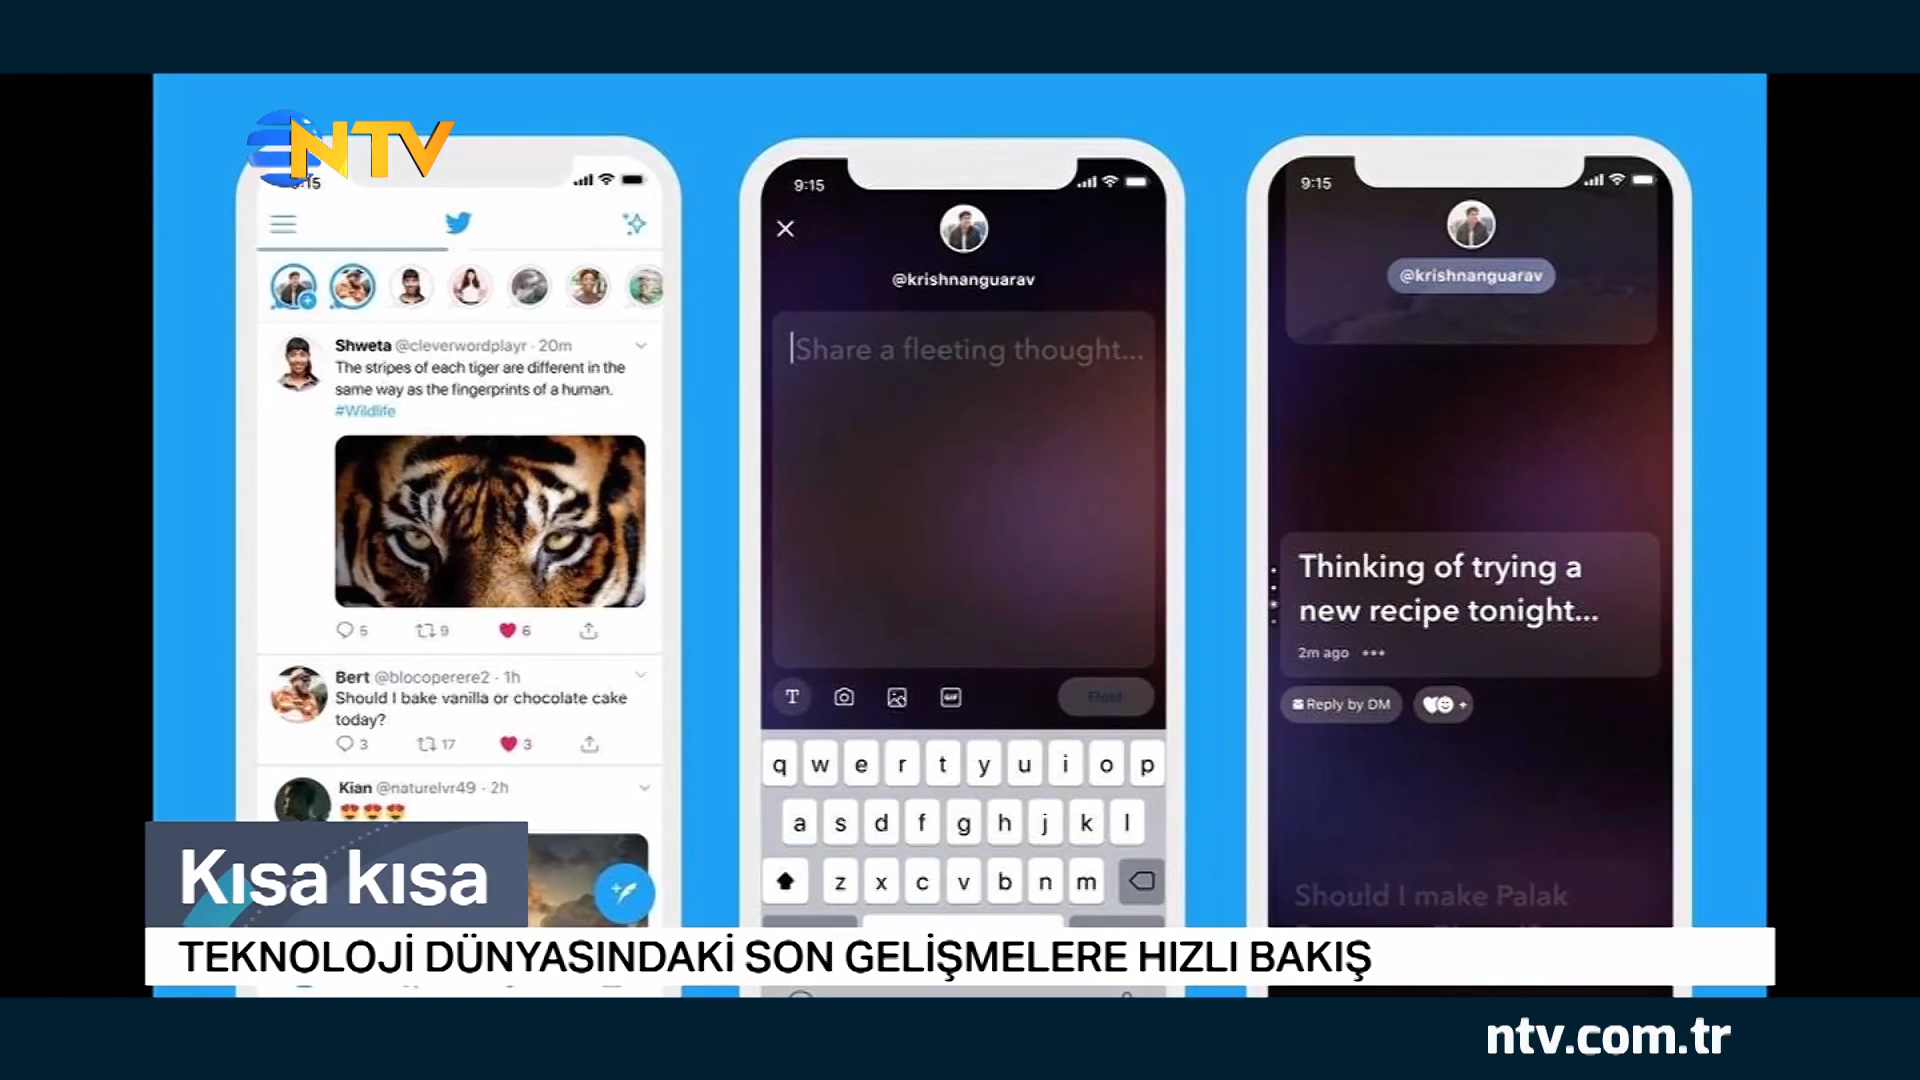 NTV
9:15
Shweta @cleverwordplayr · 20m
The stripes of each tiger are different in the
same way as the fingerprints of a human.
#Wildlife
5 9 6
Bert @blocoperere2 · 1h
Should I bake vanilla or chocolate cake
today?
3 17 3
Kian @naturelvr49 · 2h
9:15
@krishnanguarav
Share a fleeting thought...
T GIF Fleet
q w e r t y u i o p
a s d f g h j k l
z x c v b n m
9:15
@krishnanguarav
Thinking of trying a
new recipe tonight...
2m ago
Reply by DM
Should I make Palak
Kısa kısa
TEKNOLOJİ DÜNYASINDAKİ SON GELİŞMELERE HIZLI BAKIŞ
ntv.com.tr